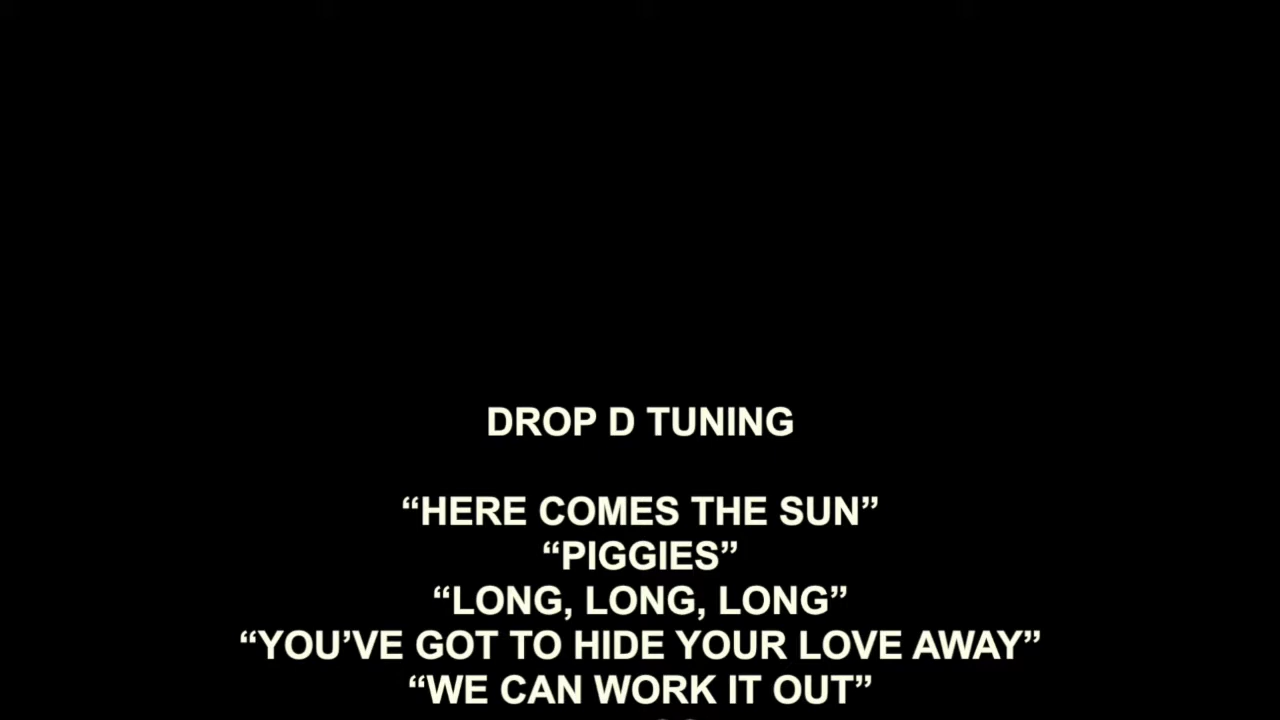 DROP D TUNING
“HERE COMES THE SUN”
“PIGGIES”
“LONG, LONG, LONG”
“YOU’VE GOT TO HIDE YOUR LOVE AWAY”
“WE CAN WORK IT OUT”